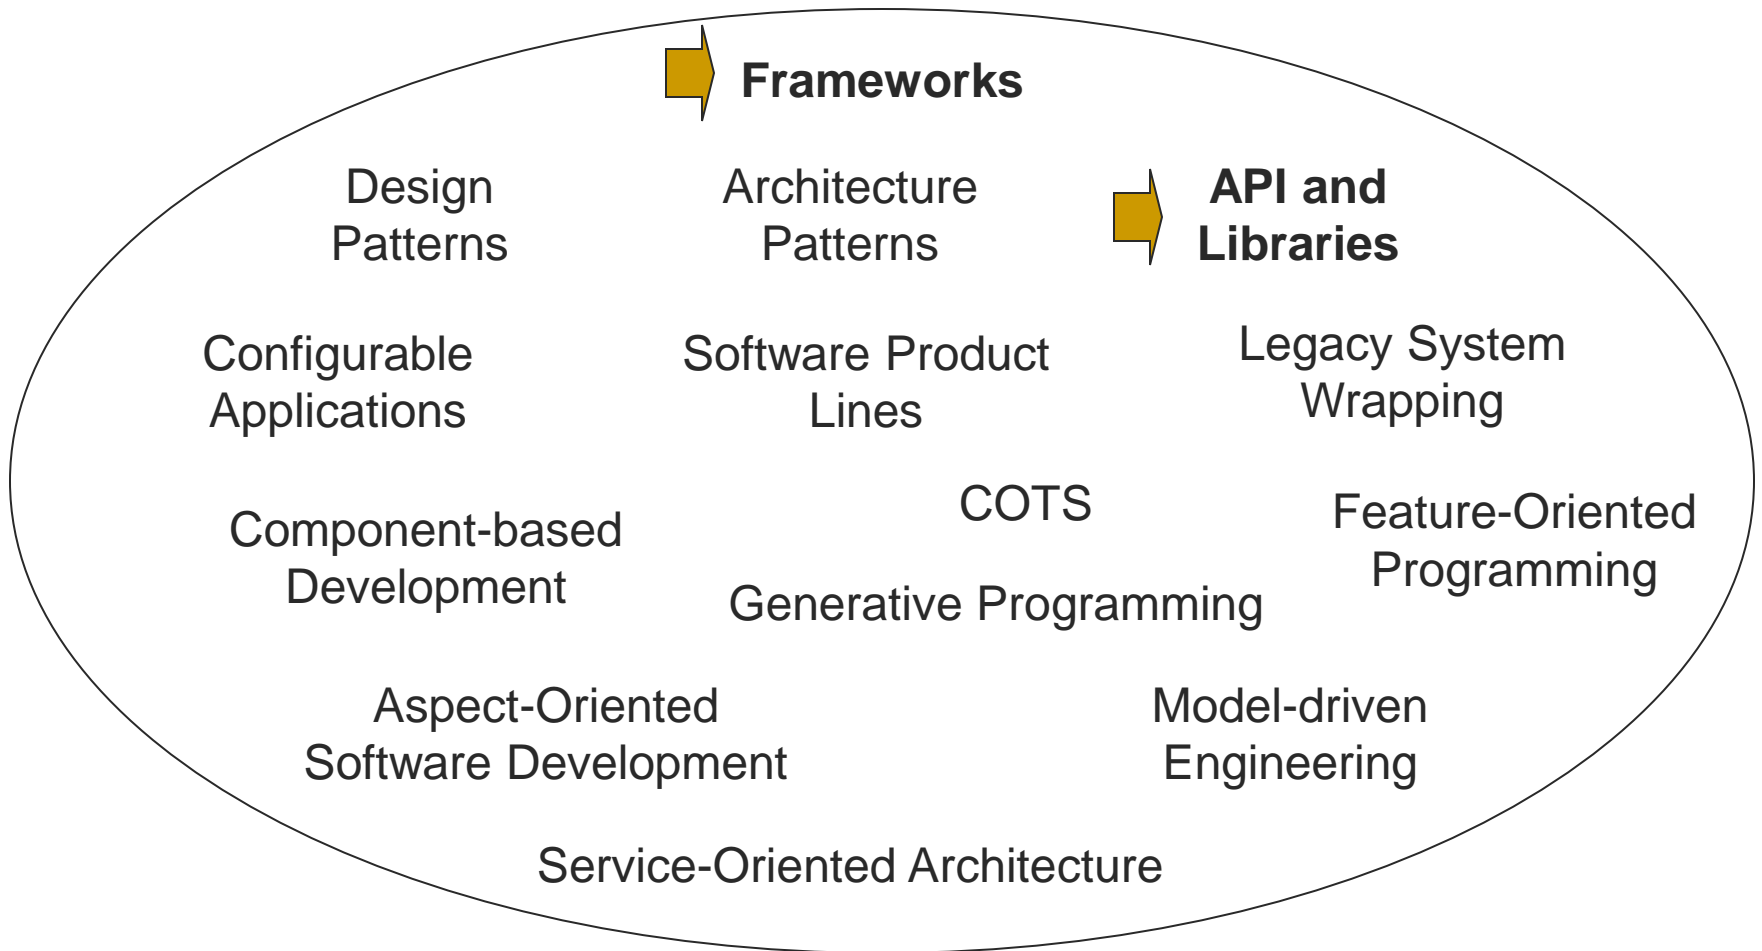 Frameworks
Design
Patterns
Architecture
Patterns
API and
Libraries
Configurable
Applications
Software Product
Lines
Legacy System
Wrapping
COTS
Feature-Oriented
Programming
Component-based
Development
Generative Programming
Aspect-Oriented
Software Development
Model-driven
Engineering
Service-Oriented Architecture